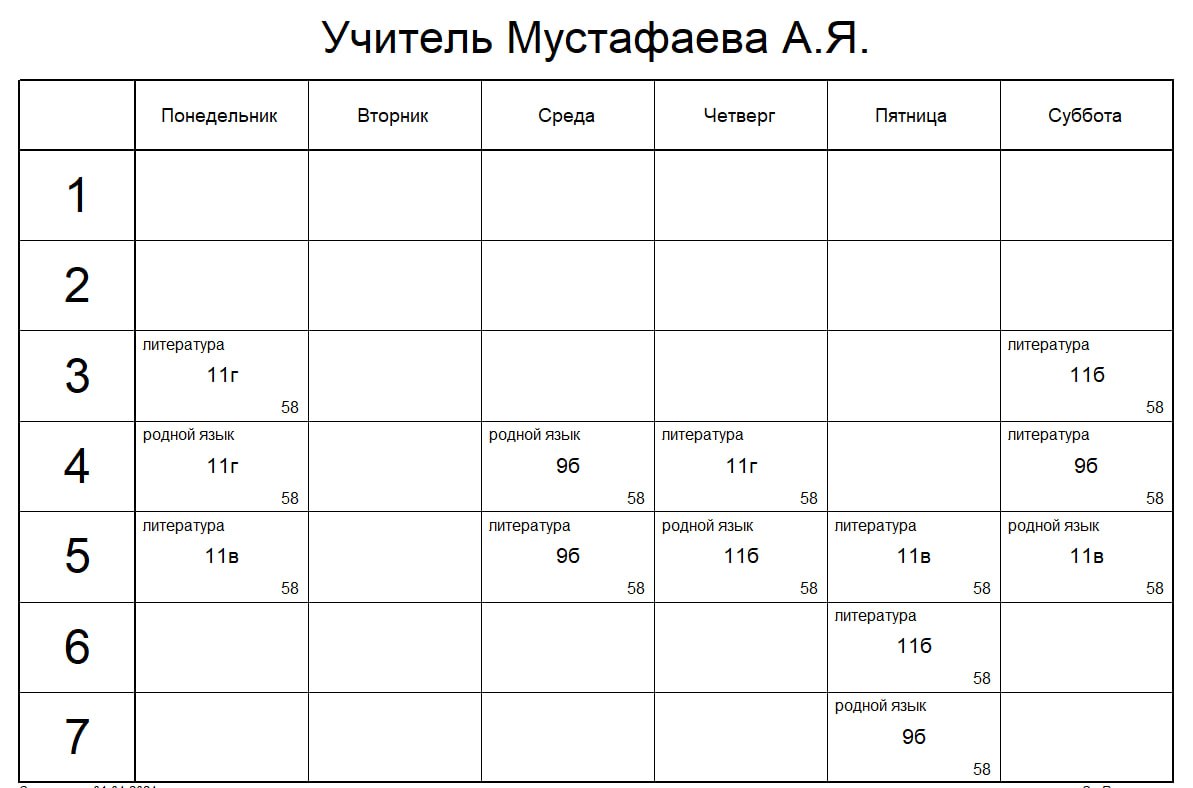 Учитель Мустафаева А.Я.
Понедельник Вторник Среда Четверг Пятница Суббота
1
2
3
литература
11г
58
литература
11б
58
4
родной язык
11г
58
родной язык
9б
58
литература
11г
58
литература
9б
58
5
литература
11в
58
литература
9б
58
родной язык
11б
58
литература
11в
58
родной язык
11в
58
6
литература
11б
58
7
родной язык
9б
58